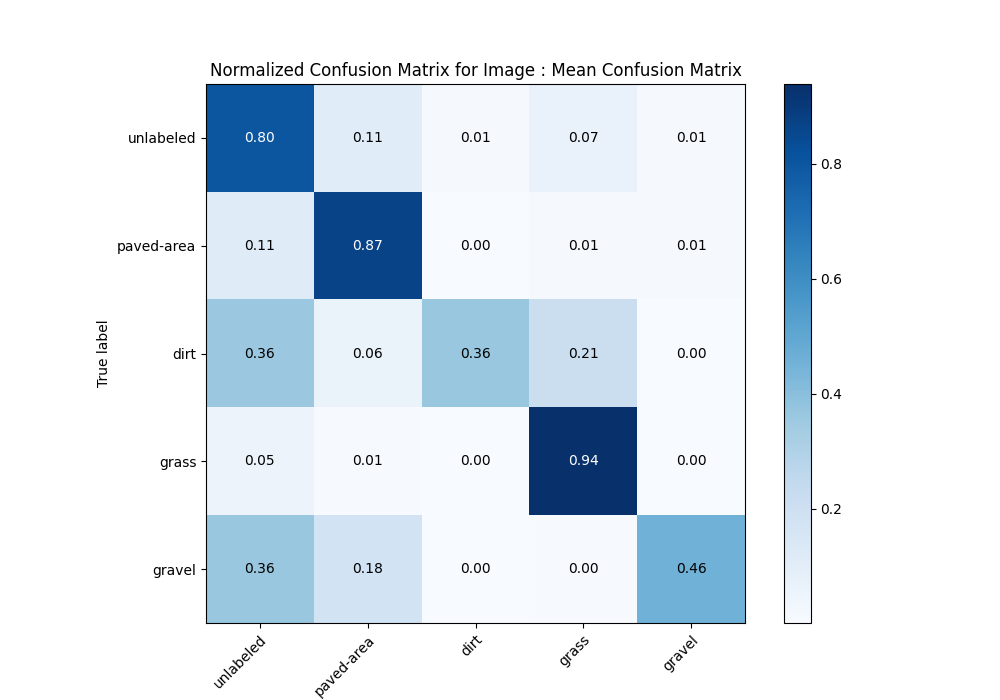 Normalized Confusion Matrix for Image : Mean Confusion Matrix
unlabeled 0.80 0.11 0.01 0.07 0.01
paved-area 0.11 0.87 0.00 0.01 0.01
dirt 0.36 0.06 0.36 0.21 0.00
grass 0.05 0.01 0.00 0.94 0.00
gravel 0.36 0.18 0.00 0.00 0.46
True label
unlabeled paved-area dirt grass gravel
0.8
0.6
0.4
0.2